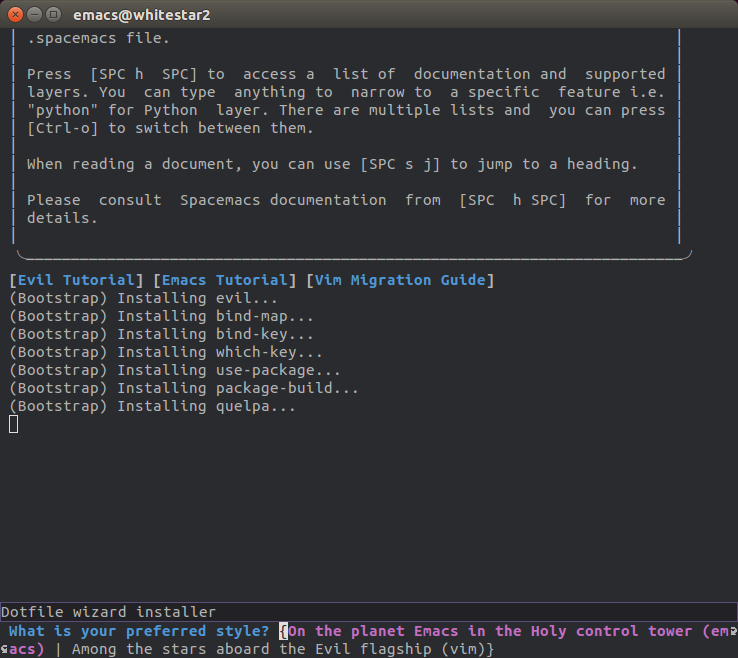 emacs@whitestar2
.spacemacs file.
Press [SPC h SPC] to access a list of documentation and supported
layers. You can type anything to narrow to a specific feature i.e.
"python" for Python layer. There are multiple lists and you can press
[Ctrl-o] to switch between them.
When reading a document, you can use [SPC s j] to jump to a heading.
Please consult Spacemacs documentation from [SPC h SPC] for more
details.
[Evil Tutorial] [Emacs Tutorial] [Vim Migration Guide]
(Bootstrap) Installing evil...
(Bootstrap) Installing bind-map...
(Bootstrap) Installing bind-key...
(Bootstrap) Installing which-key...
(Bootstrap) Installing use-package...
(Bootstrap) Installing package-build...
(Bootstrap) Installing quelpa...
Dotfile wizard installer
What is your preferred style? {On the planet Emacs in the Holy control tower (em
acs) | Among the stars aboard the Evil flagship (vim)}